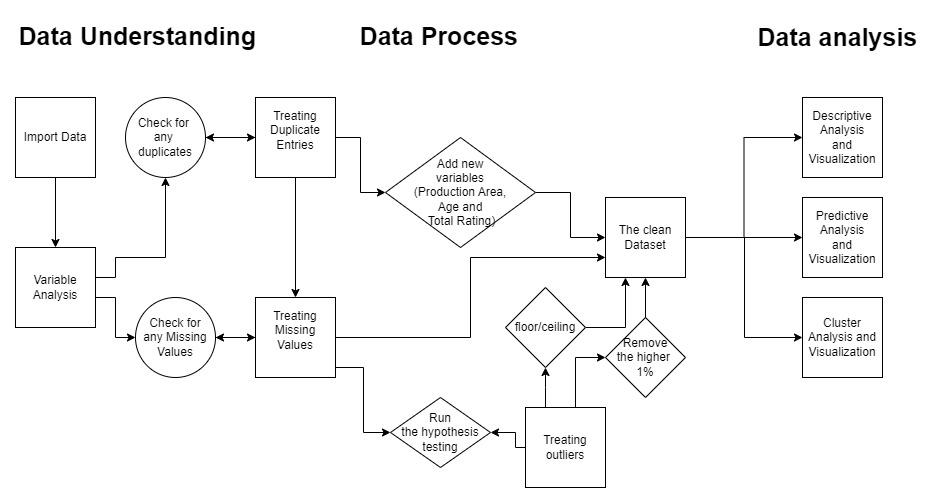 Data Understanding
Data Process
Data analysis
Import Data
Check for
any
duplicates
Treating
Duplicate
Entries
Add new
variables
(Production Area,
Age and
Total Rating)
The clean
Dataset
Descriptive
Analysis
and
Visualization
Predictive
Analysis
and
Visualization
Cluster
Analysis and
Visualization
Variable
Analysis
Check for
any Missing
Values
Treating
Missing
Values
floor/ceiling
Remove
the higher
1%
Run
the hypothesis
testing
Treating
outliers